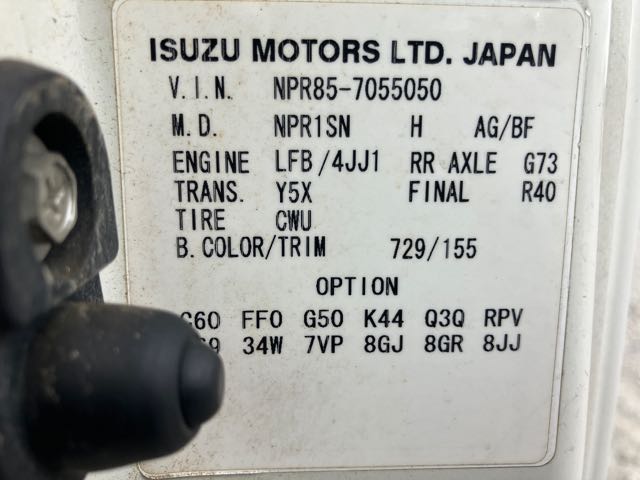 ISUZU MOTORS LTD. JAPAN
V.I.N. NPR85-7055050
M.D. NPR1SN H AG/BF
ENGINE LFB/4JJ1 RR AXLE G73
TRANS. Y5X FINAL R40
TIRE CWU
B.COLOR/TRIM 729/155
OPTION
FF0 G50 K44 Q3Q RPV
34W 7VP 8GJ 8GR 8JJ